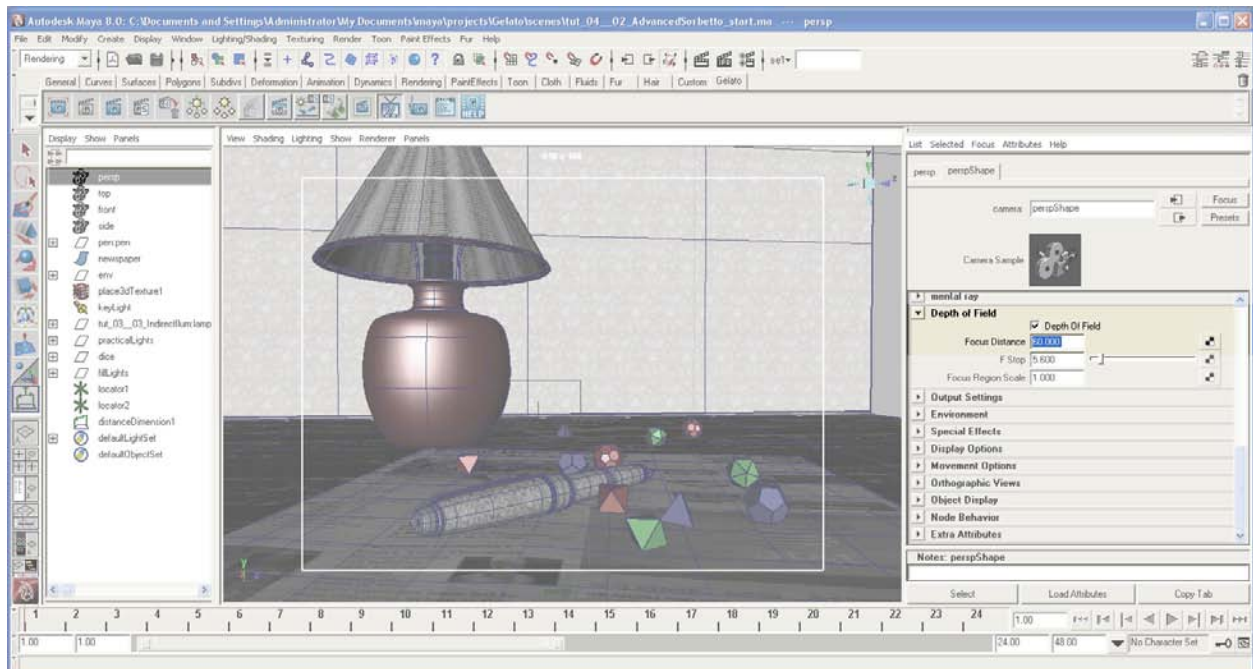 Autodesk Maya 8.0: C:\Documents and Settings\Administrator\My Documents\maya\projects\Gelato\scenes\tut_04__02_AdvancedSorbetto_start.ma --- persp
File Edit Modify Create Display Window Lighting/Shading Texturing Render Toon Paint Effects Fur Help
Rendering sel
General Curves Surfaces Polygons Subdivs Deformation Animation Dynamics Rendering PaintEffects Toon Cloth Fluids Fur Hair Custom Gelato
HELP
Display Show Panels
persp
top
front
side
pen:pen
newspaper
env
place3dTexture1
keyLight
practicalLights
dice
fillLights
locator1
locator2
distanceDimension1
defaultLightSet
defaultObjectSet
View Shading Lighting Show Renderer Panels
List Selected Focus Attributes Help
persp perspShape
camera: perspShape Focus
Presets
Camera Sample
mental ray
Depth of Field
Depth Of Field
Focus Distance 60.000
F Stop 5.600
Focus Region Scale 1.000
Output Settings
Environment
Special Effects
Display Options
Movement Options
Orthographic Views
Object Display
Node Behavior
Extra Attributes
Notes: perspShape
Select Load Attributes Copy Tab
1 2 3 4 5 6 7 8 9 10 11 12 13 14 15 16 17 18 19 20 21 22 23 24 1.00
1.00 1.00 24.00 48.00 No Character Set